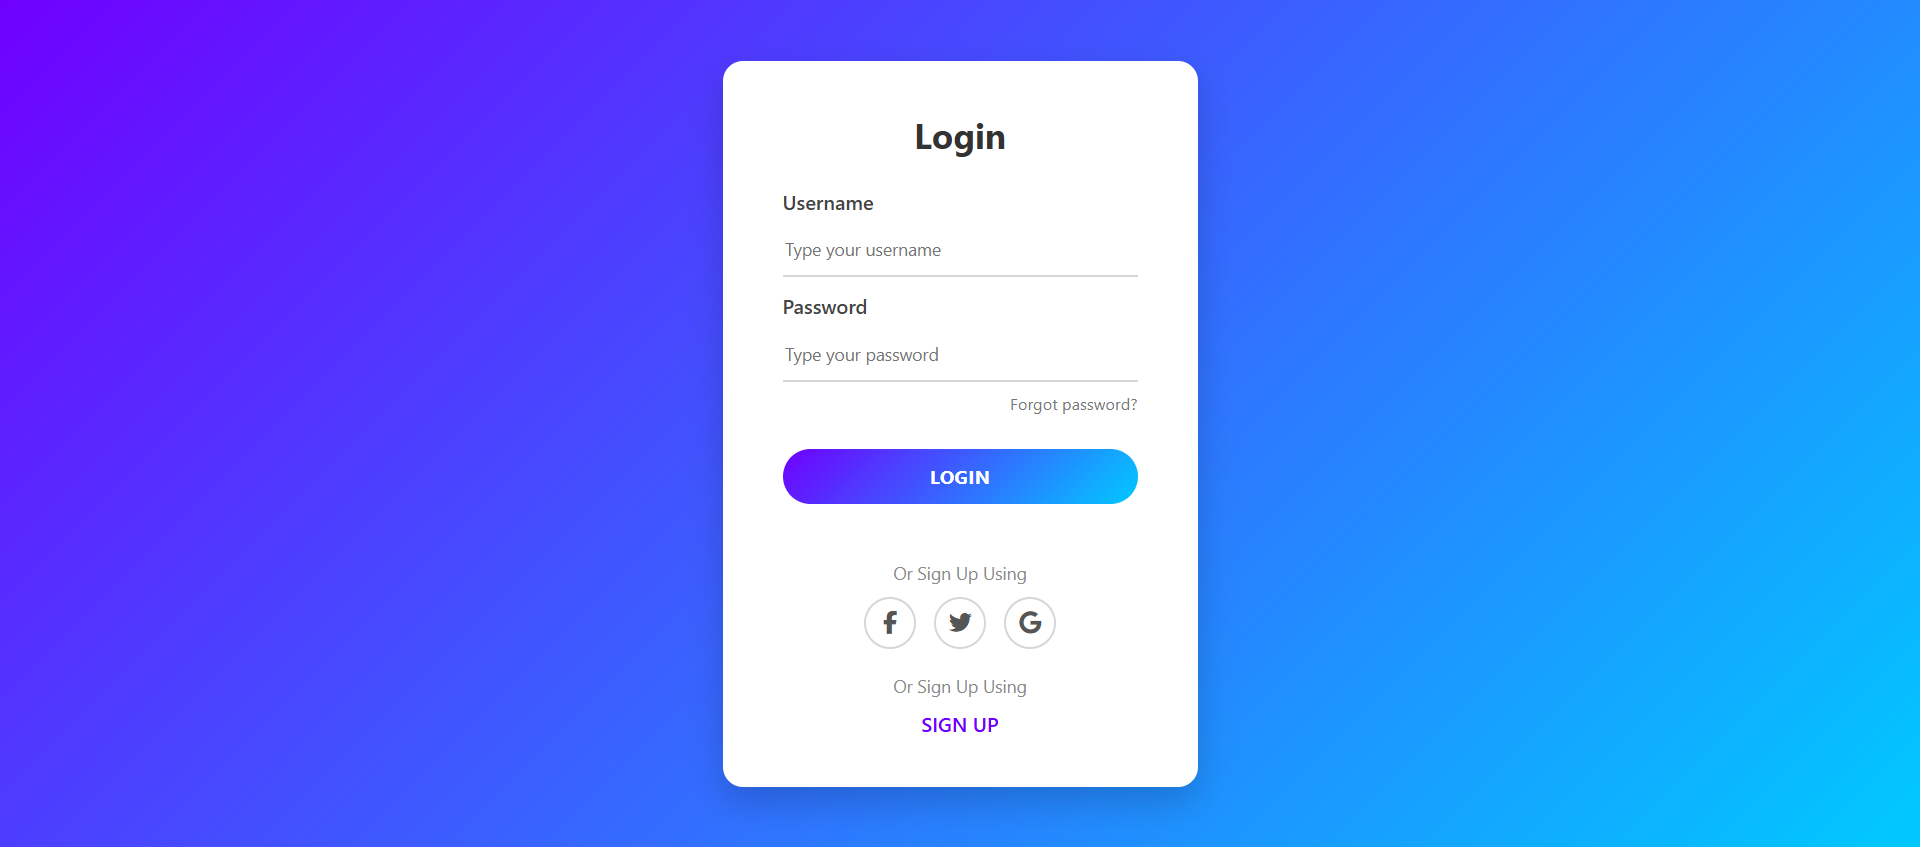 Login
Username
Type your username
Password
Type your password
Forgot password?
LOGIN
Or Sign Up Using
Or Sign Up Using
SIGN UP